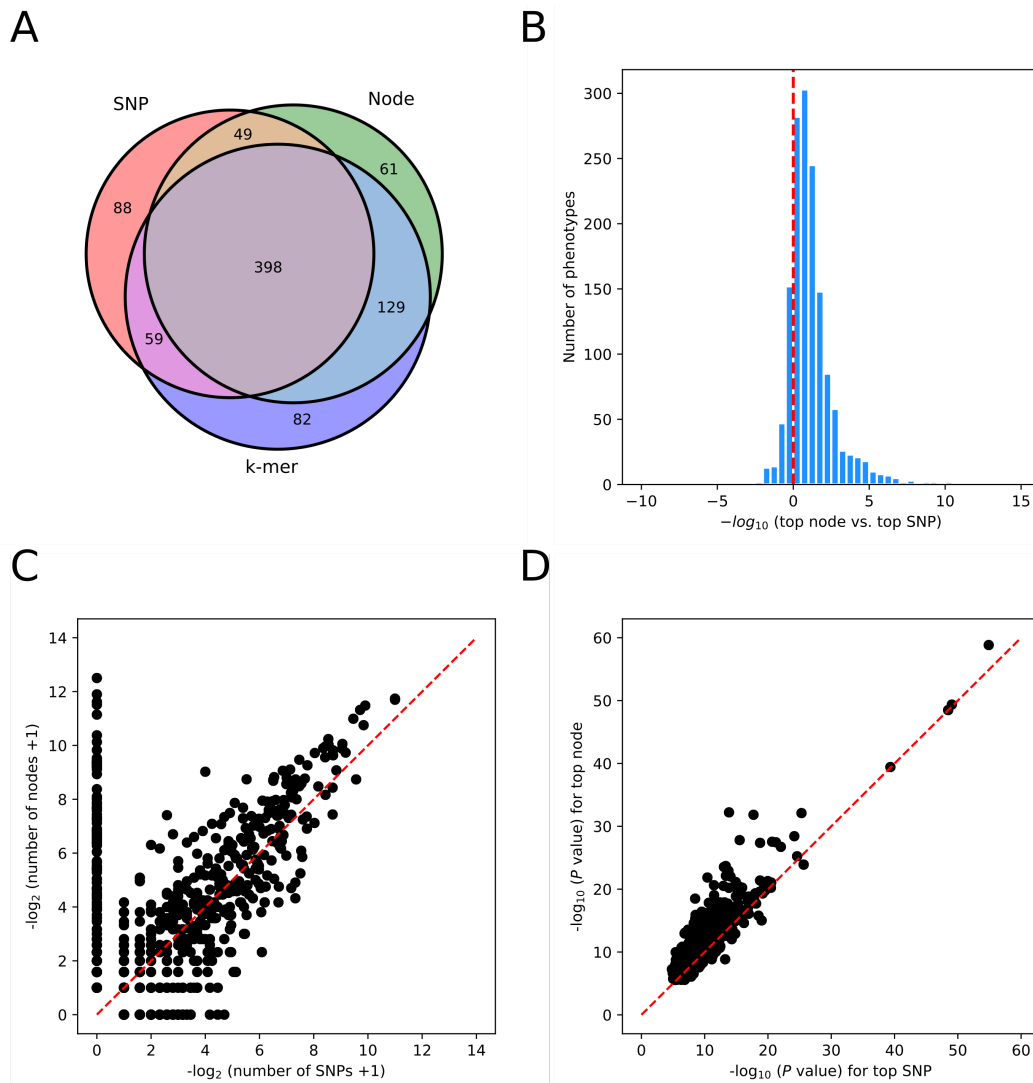 A
SNP
Node
49
61
88
398
129
59
82
k-mer
B
Number of phenotypes
300
250
200
150
100
50
0
−10 −5 0 5 10 15
−log₁₀ (top node vs. top SNP)
C
-log₂ (number of nodes +1)
14
12
10
8
6
4
2
0
0 2 4 6 8 10 12 14
-log₂ (number of SNPs +1)
D
-log₁₀ (P value) for top node
60
50
40
30
20
10
0
0 10 20 30 40 50 60
-log₁₀ (P value) for top SNP